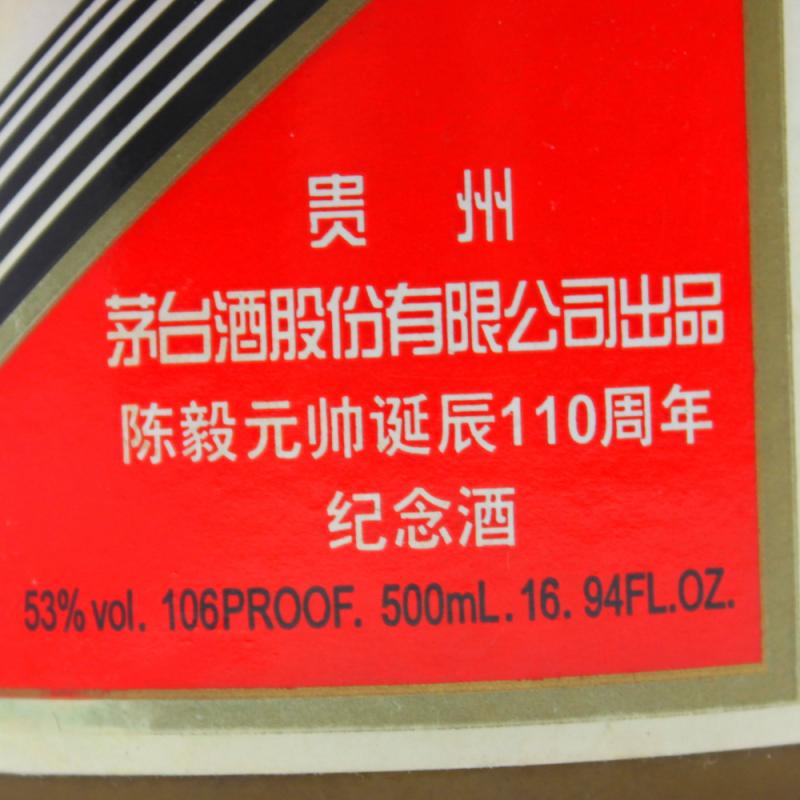 贵州
茅台酒股份有限公司出品
陈毅元帅诞辰110周年
纪念酒
53%vol. 106PROOF. 500mL. 16. 94FL.OZ.